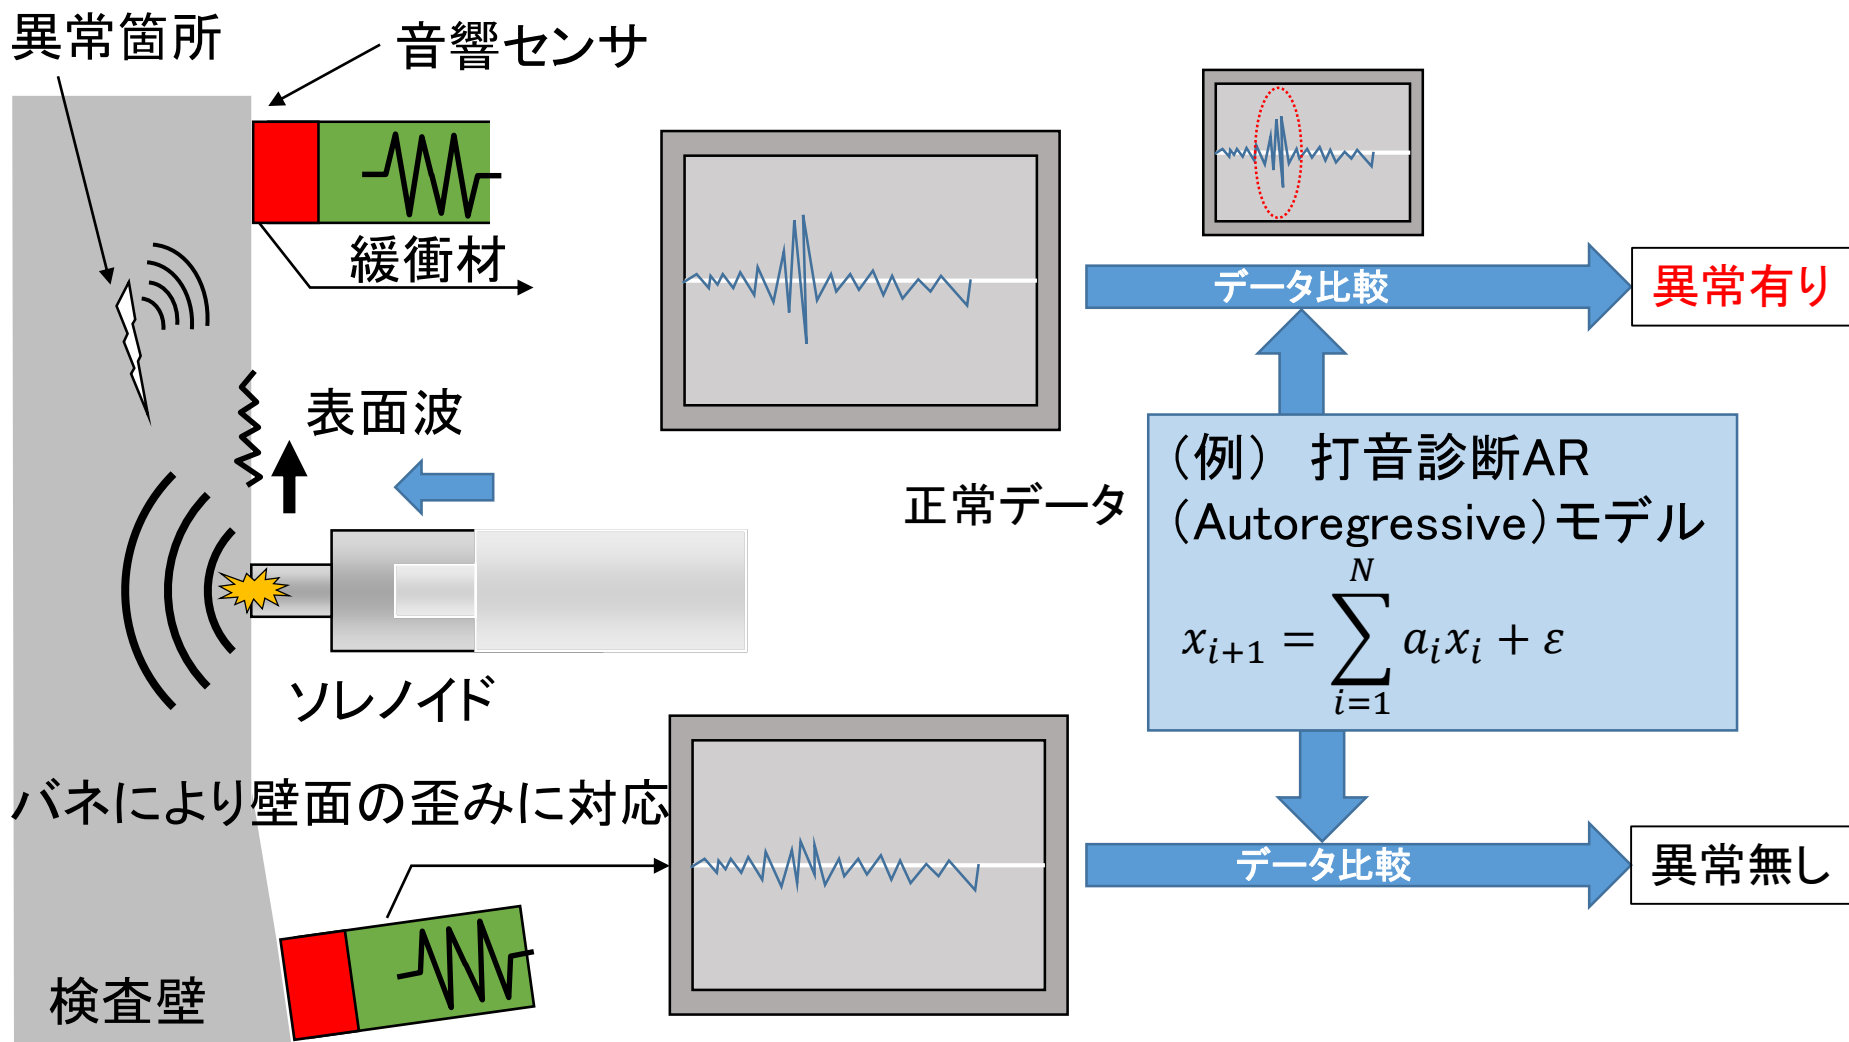 異常箇所
音響センサ
緩衝材
表面波
ソレノイド
バネにより壁面の歪みに対応
検査壁
データ比較
異常有り
正常データ
（例） 打音診断AR
（Autoregressive）モデル
x_{i+1} = \sum_{i=1}^{N} a_i x_i + ε
データ比較
異常無し